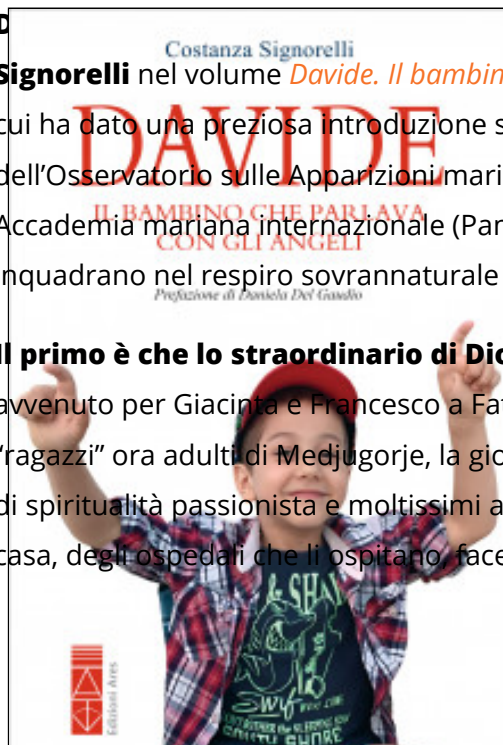 D
Costanza Signorelli
Signorelli nel volume Davide. Il bambin
DAVIDE
cui ha dato una preziosa introduzione s
dell’Osservatorio sulle Apparizioni mari
IL BAMBINO CHE PARLAVA
Accademia mariana internazionale
CON GLI ANGELI
nquadrano nel respiro sovrannaturale
Prefazione di Daniela Del Gaudio
Il primo è che lo straordinario di
avvenuto per Giacinta e Francesco a
“ragazzi” ora adulti di Medjugorje, la gio
di spiritualità passionista e moltissimi a
casa, degli ospedali che li ospitano, face
& SHA
SOUTH SHORE
Edizioni Ares